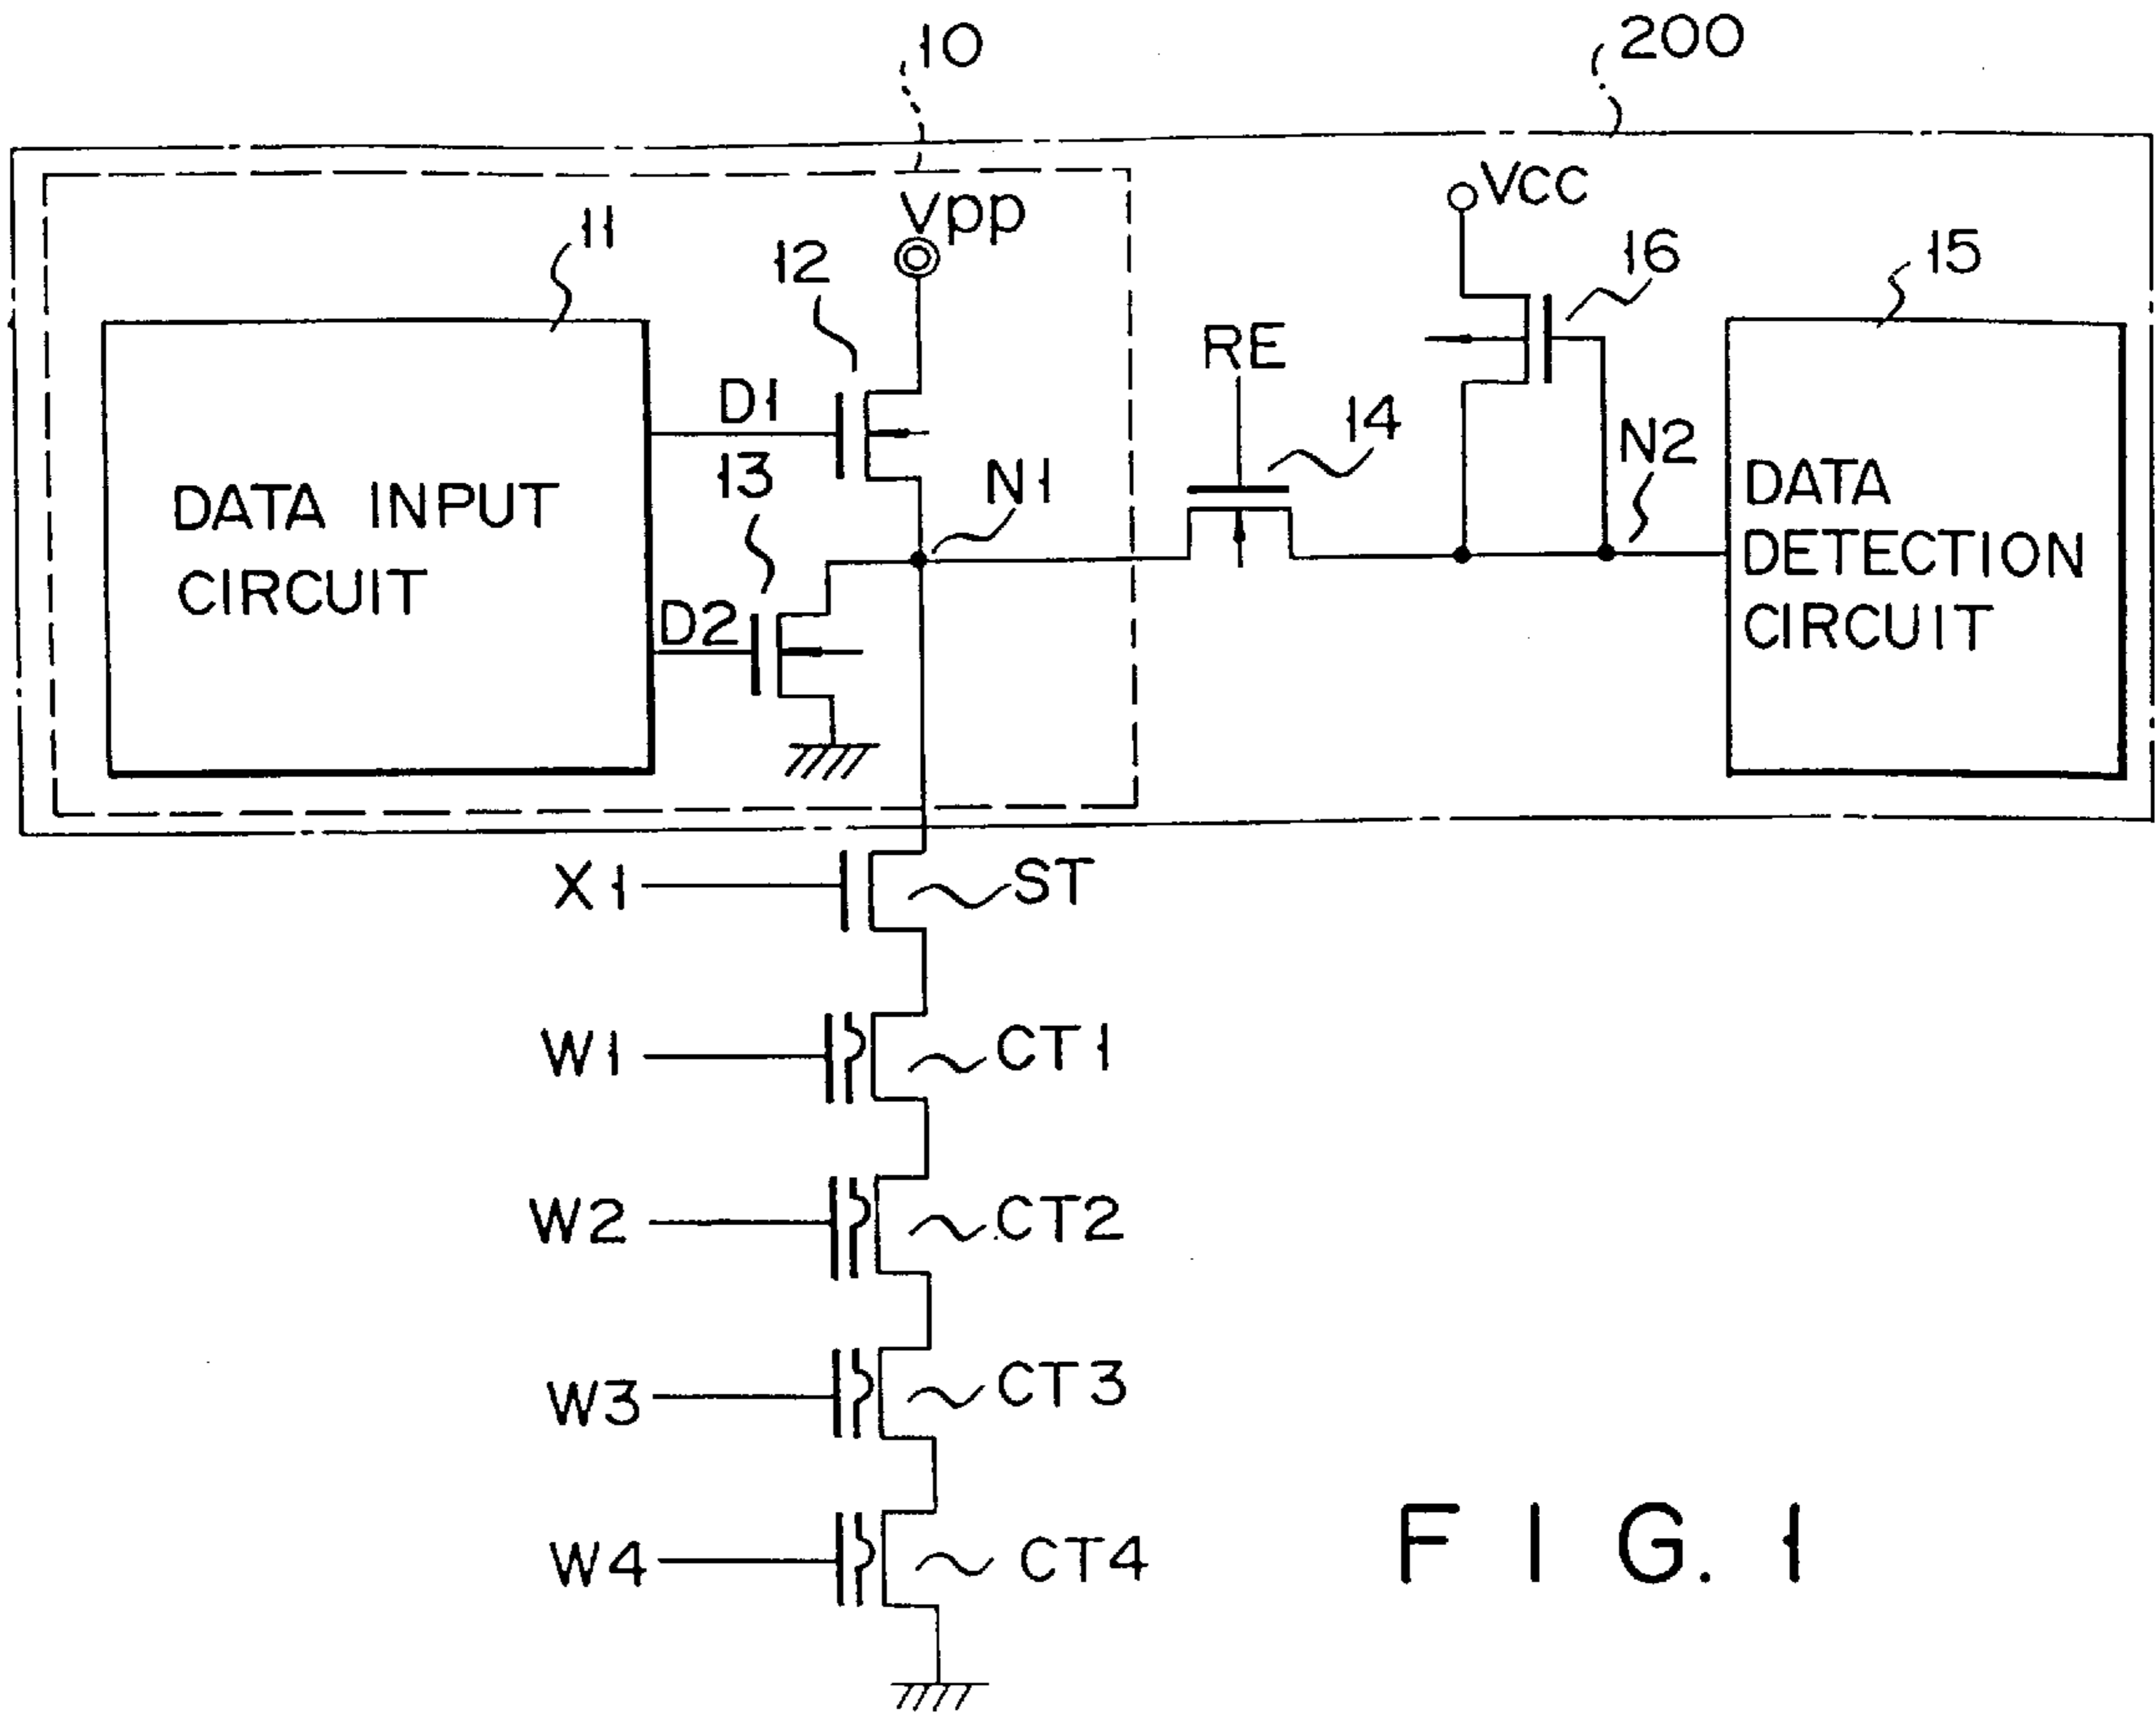 10
200
Vpp
VCC
11
12
16
15
RE
D1
14
13
N1
N2
DATA INPUT
CIRCUIT
DATA
DETECTION
CIRCUIT
D2
X1
ST
W1
CT1
W2
CT2
W3
CT3
W4
CT4
FIG. 1